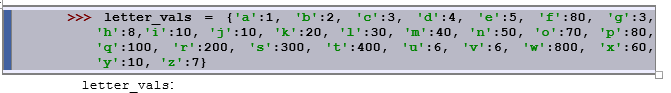 >>> letter_vals = {'a':1, 'b':2, 'c':3, 'd':4, 'e':5, 'f':80, 'g':3,
'h':8,'i':10, 'j':10, 'k':20, 'l':30, 'm':40, 'n':50, 'o':70, 'p':80,
'q':100, 'r':200, 's':300, 't':400, 'u':6, 'v':6, 'w':800, 'x':60,
'y':10, 'z':7}
letter_vals: